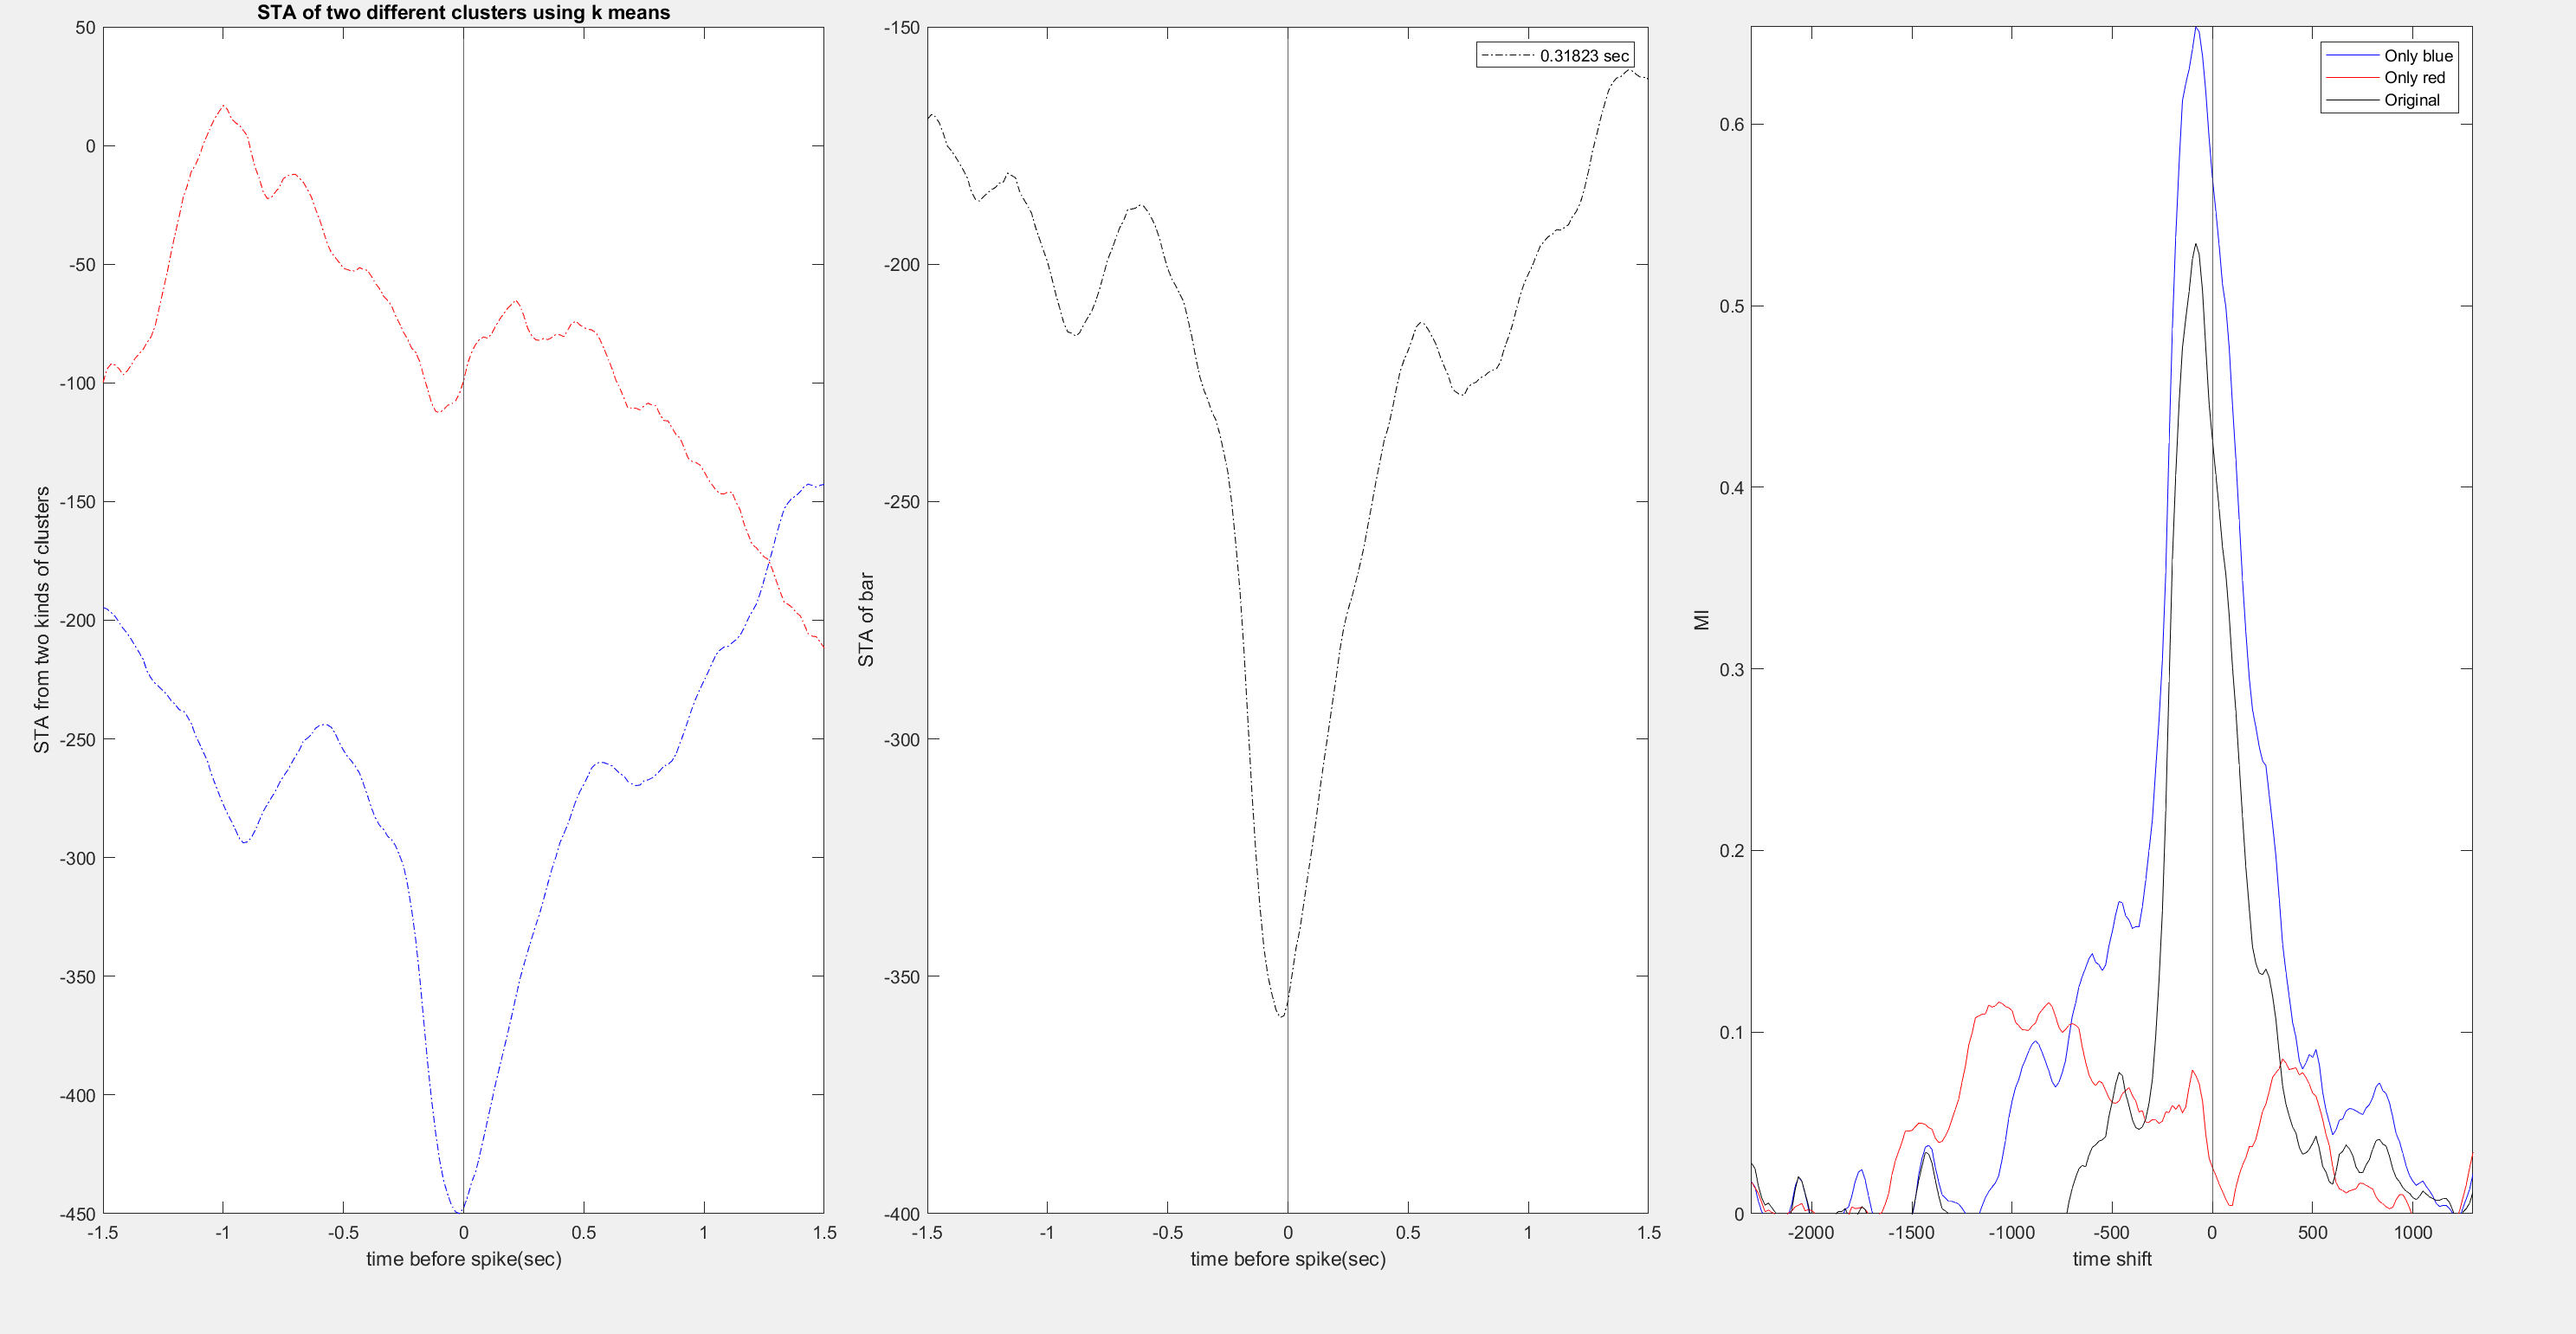 STA of two different clusters using k means
50
0
-50
-100
-150
-200
-250
-300
-350
-400
-450
STA from two kinds of clusters
-1.5 -1 -0.5 0 0.5 1 1.5
time before spike(sec)
-150
-200
-250
-300
-350
-400
STA of bar
0.31823 sec
-1.5 -1 -0.5 0 0.5 1 1.5
time before spike(sec)
0.6
0.5
0.4
0.3
0.2
0.1
0
MI
Only blue
Only red
Original
-2000 -1500 -1000 -500 0 500 1000
time shift